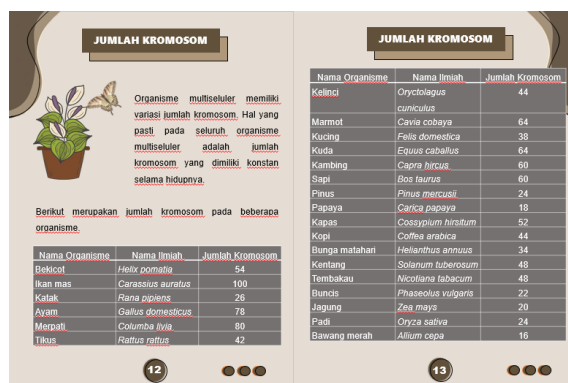 JUMLAH KROMOSOM
Organisme multiseluler memiliki
variasi jumlah kromosom. Hal yang
pasti pada seluruh organisme
multiseluler adalah jumlah
kromosom yang dimiliki konstan
selama hidupnya.
Berikut merupakan jumlah kromosom pada beberapa
organisme.
Nama Organisme Nama Ilmiah Jumlah Kromosom
Bekicot Helix pomatia 54
Ikan mas Carassius auratus 100
Katak Rana pipiens 26
Ayam Gallus domesticus 78
Merpati Columba livia 80
Tikus Rattus rattus 42
12
JUMLAH KROMOSOM
Nama Organisme Nama Ilmiah Jumlah Kromosom
Kelinci Oryctolagus 44
cuniculus
Marmot Cavia cobaya 64
Kucing Felis domestica 38
Kuda Equus caballus 64
Kambing Capra hircus 60
Sapi Bos taurus 60
Pinus Pinus mercusii 24
Papaya Carica papaya 18
Kapas Cossypium hirsitum 52
Kopi Coffea arabica 44
Bunga matahari Helianthus annuus 34
Kentang Solanum tuberosum 48
Tembakau Nicotiana tabacum 48
Buncis Phaseolus vulgaris 22
Jagung Zea mays 20
Padi Oryza sativa 24
Bawang merah Allium cepa 16
13